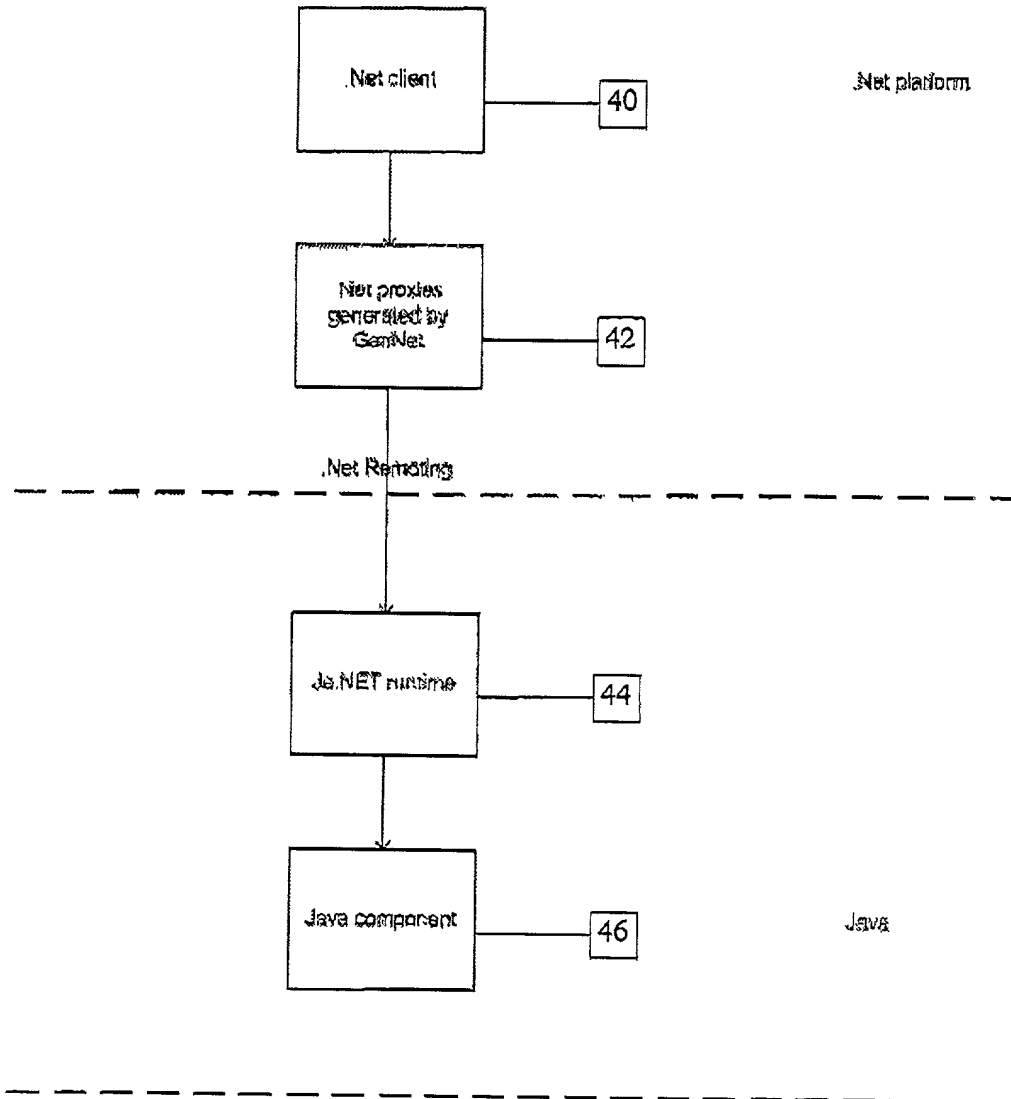 .Net client
40
.Net platform
Net proxies
generated by
GenNet
42
.Net Remoting
Ja.NET runtime
44
Java component
46
Java